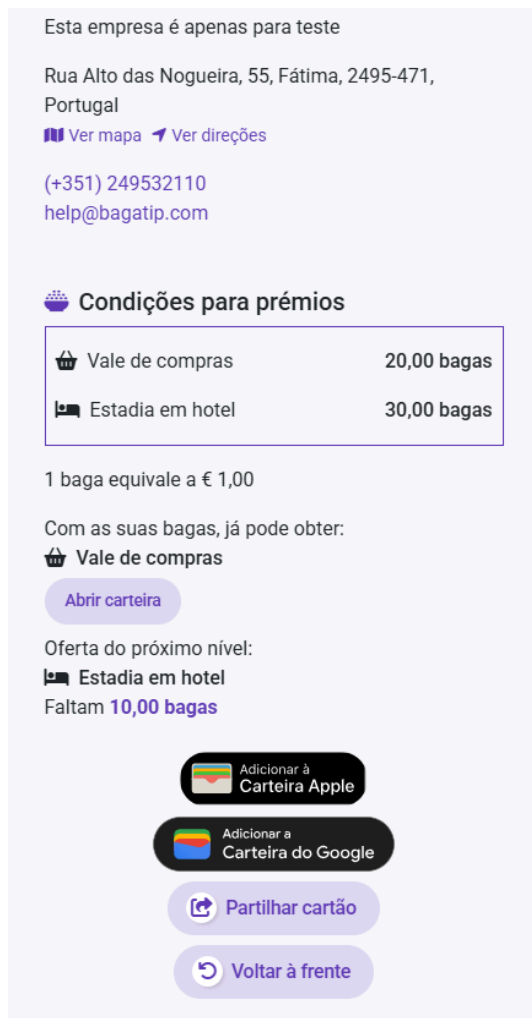 Esta empresa é apenas para teste
Rua Alto das Nogueira, 55, Fátima, 2495-471,
Portugal
Ver mapa Ver direções
(+351) 249532110
help@bagatip.com
Condições para prémios
Vale de compras 20,00 bagas
Estadia em hotel 30,00 bagas
1 baga equivale a € 1,00
Com as suas bagas, já pode obter:
Vale de compras
Abrir carteira
Oferta do próximo nível:
Estadia em hotel
Faltam 10,00 bagas
Adicionar à
Carteira Apple
Adicionar a
Carteira do Google
Partilhar cartão
Voltar à frente